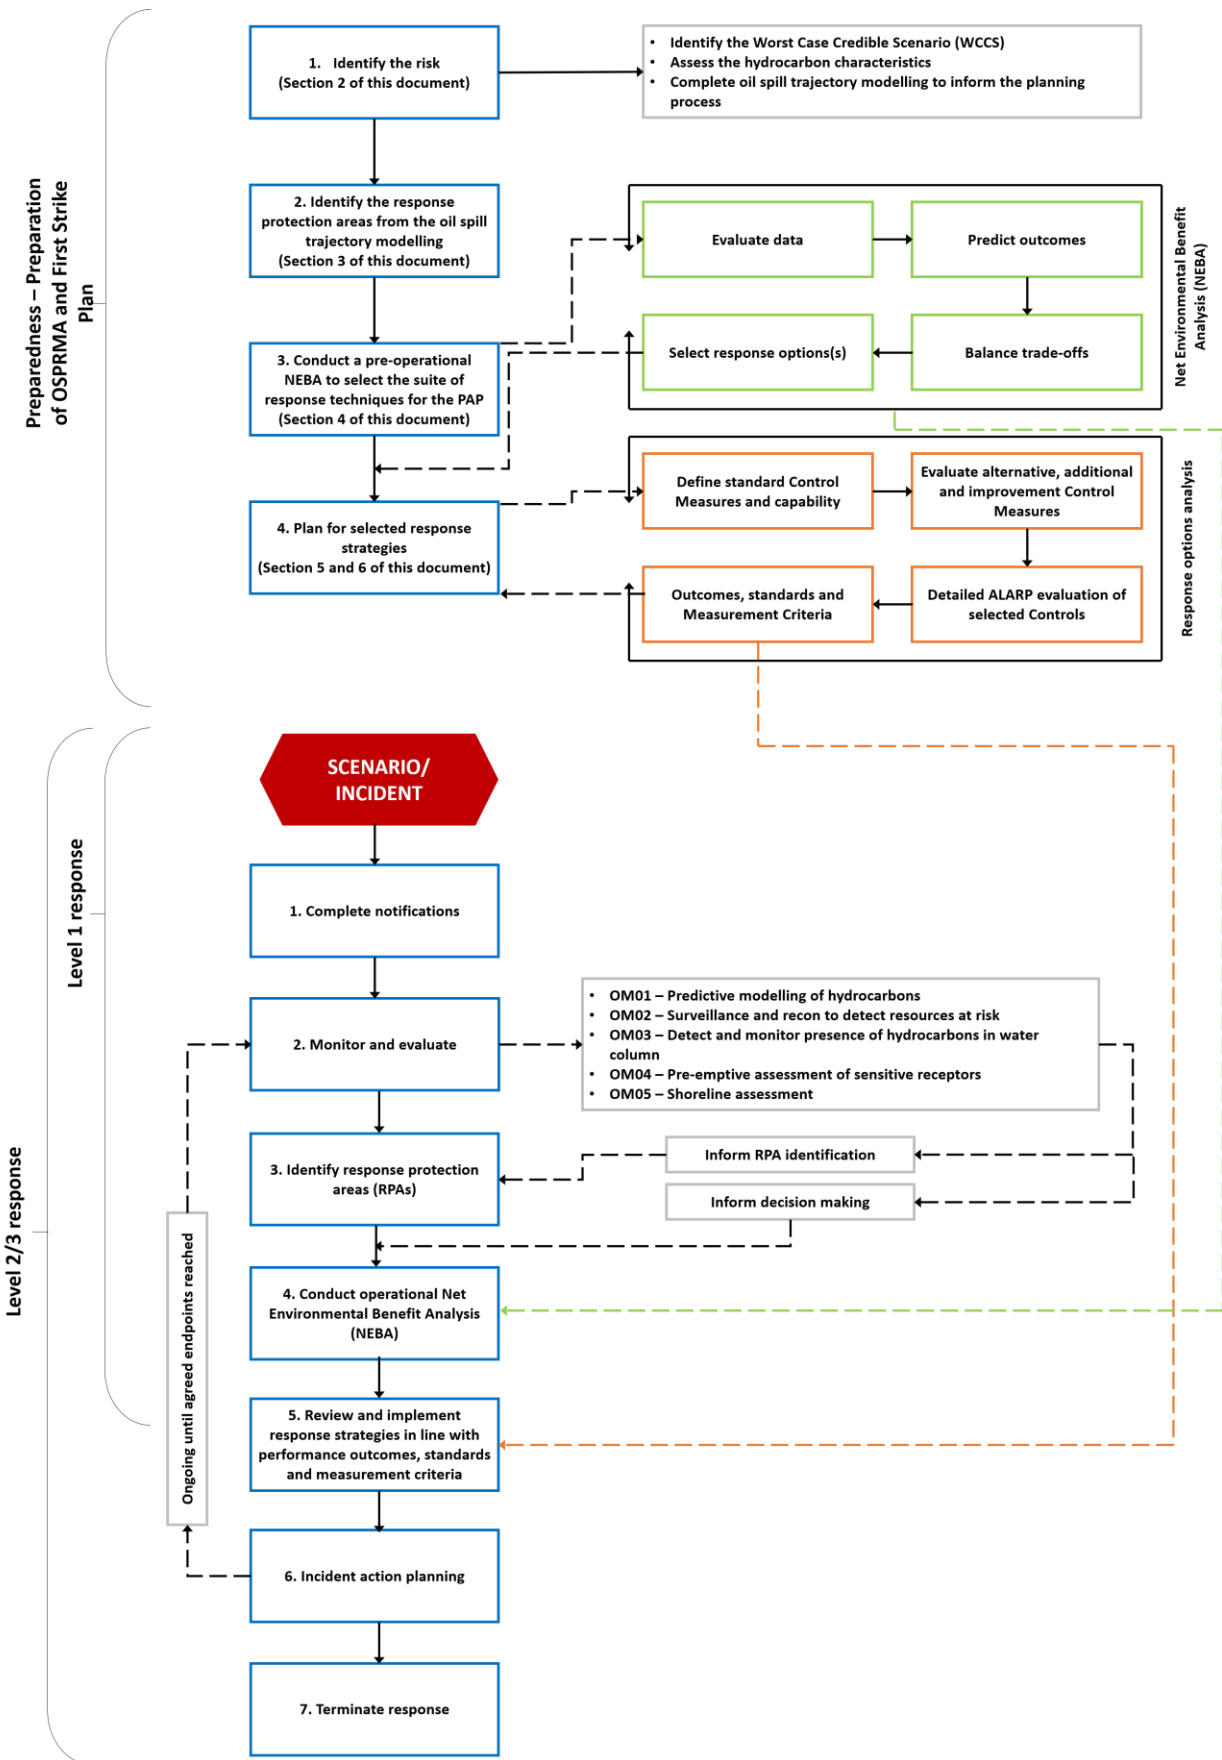 Preparedness – Preparation
of OSPRMA and First Strike
Plan
1. Identify the risk
(Section 2 of this document)
• Identify the Worst Case Credible Scenario (WCCS)
• Assess the hydrocarbon characteristics
• Complete oil spill trajectory modelling to inform the planning
process
2. Identify the response
protection areas from the oil spill
trajectory modelling
(Section 3 of this document)
3. Conduct a pre-operational
NEBA to select the suite of
response techniques for the PAP
(Section 4 of this document)
4. Plan for selected response
strategies
(Section 5 and 6 of this document)
Evaluate data
Predict outcomes
Select response options(s)
Balance trade-offs
Net Environmental Benefit
Analysis (NEBA)
Define standard Control
Measures and capability
Evaluate alternative, additional
and improvement Control
Measures
Outcomes, standards and
Measurement Criteria
Detailed ALARP evaluation of
selected Controls
Response options analysis
Level 2/3 response
Level 1 response
SCENARIO/
INCIDENT
1. Complete notifications
2. Monitor and evaluate
• OM01 – Predictive modelling of hydrocarbons
• OM02 – Surveillance and recon to detect resources at risk
• OM03 – Detect and monitor presence of hydrocarbons in water
column
• OM04 – Pre-emptive assessment of sensitive receptors
• OM05 – Shoreline assessment
3. Identify response protection
areas (RPAs)
Inform RPA identification
Inform decision making
4. Conduct operational Net
Environmental Benefit Analysis
(NEBA)
5. Review and implement
response strategies in line with
performance outcomes, standards
and measurement criteria
Ongoing until agreed endpoints reached
6. Incident action planning
7. Terminate response